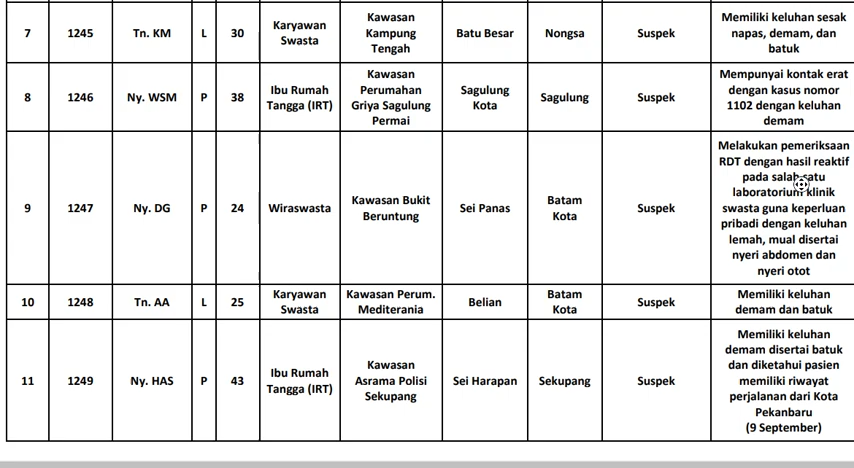 7 1245 Tn. KM L 30 Karyawan Swasta Kawasan Kampung Tengah Batu Besar Nongsa Suspek Memiliki keluhan sesak napas, demam, dan batuk
8 1246 Ny. WSM P 38 Ibu Rumah Tangga (IRT) Kawasan Perumahan Griya Sagulung Permai Sagulung Kota Sagulung Suspek Mempunyai kontak erat dengan kasus nomor 1102 dengan keluhan demam
9 1247 Ny. DG P 24 Wiraswasta Kawasan Bukit Beruntung Sei Panas Batam Kota Suspek Melakukan pemeriksaan RDT dengan hasil reaktif pada salah satu laboratorium klinik swasta guna keperluan pribadi dengan keluhan lemah, mual disertai nyeri abdomen dan nyeri otot
10 1248 Tn. AA L 25 Karyawan Swasta Kawasan Perum. Mediterania Belian Batam Kota Suspek Memiliki keluhan demam dan batuk
11 1249 Ny. HAS P 43 Ibu Rumah Tangga (IRT) Kawasan Asrama Polisi Sekupang Sei Harapan Sekupang Suspek Memiliki keluhan demam disertai batuk dan diketahui pasien memiliki riwayat perjalanan dari Kota Pekanbaru (9 September)